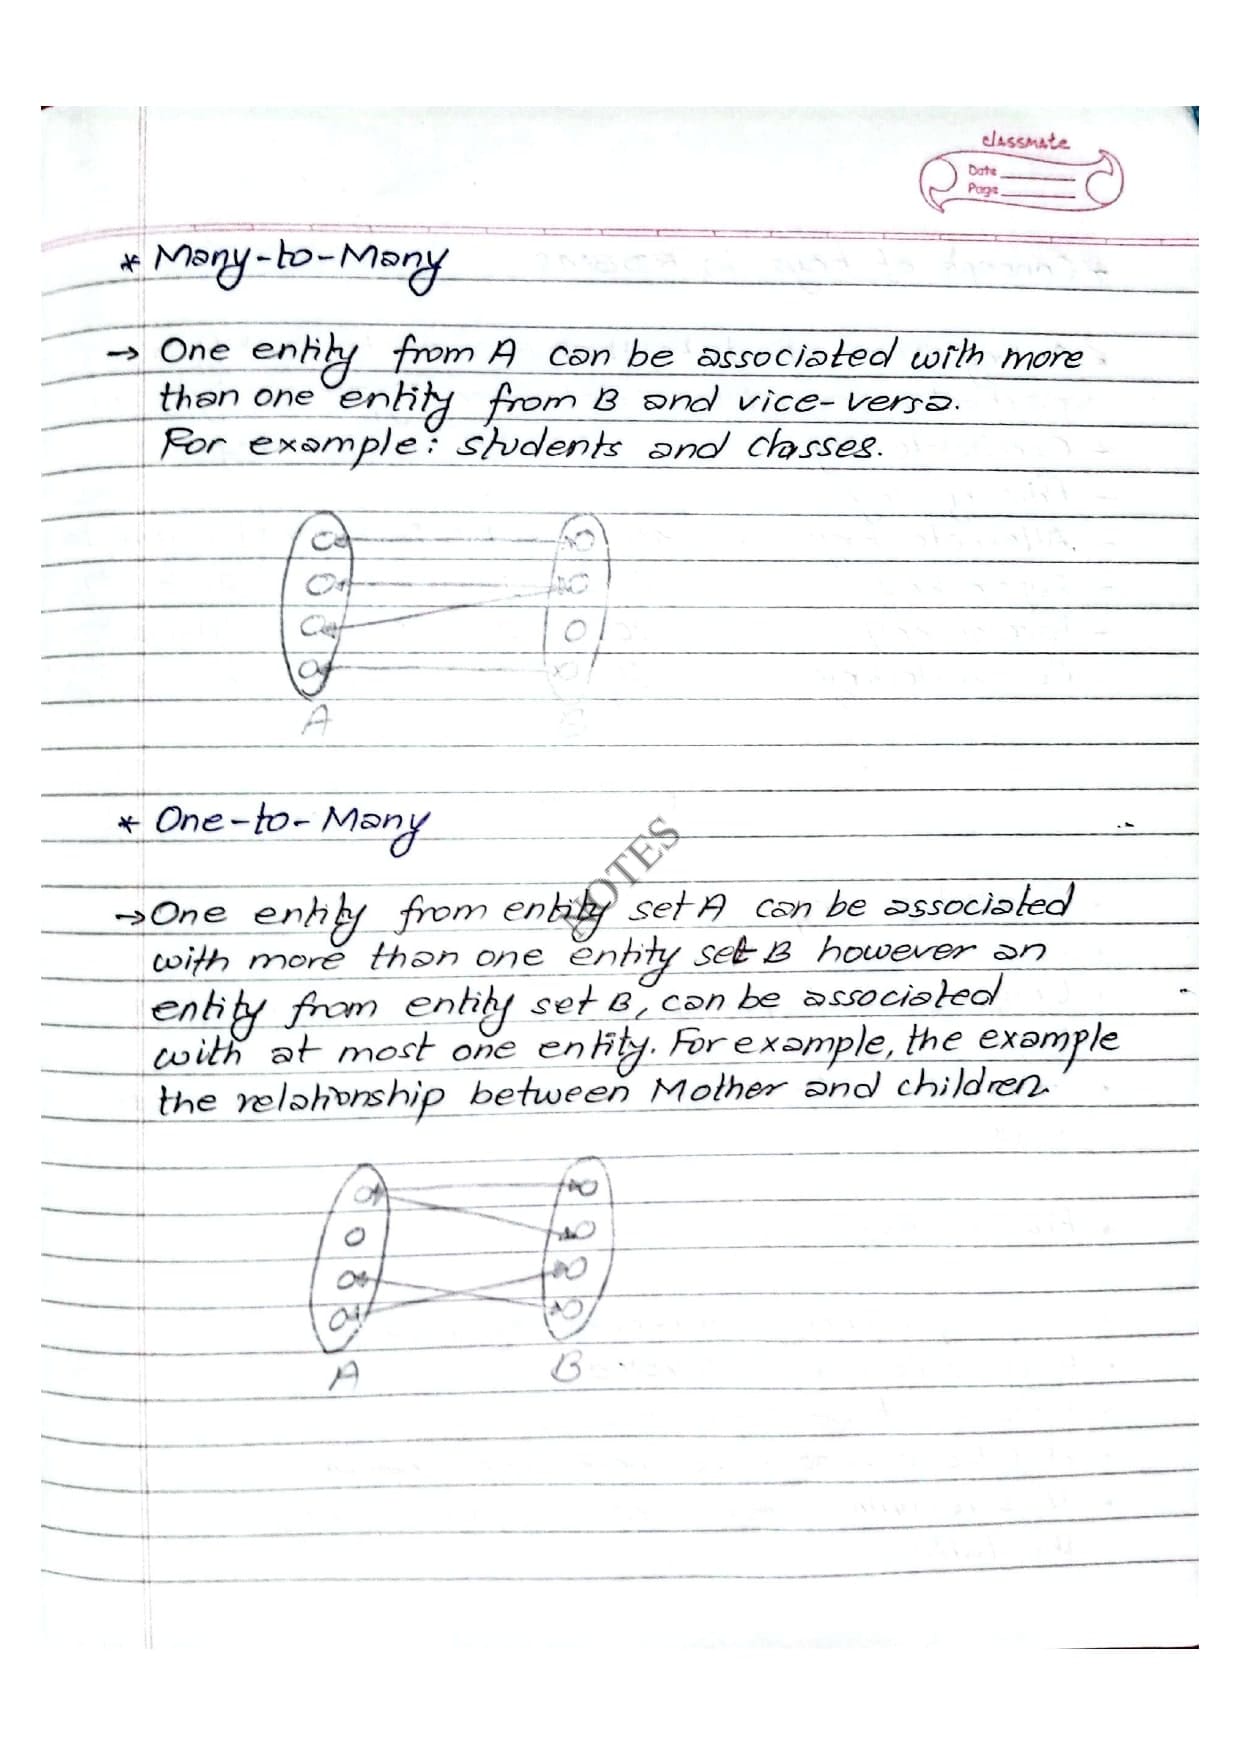 classmate
Date
Page
* Many-to-Many
→ One entity from A can be associated with more
than one entity from B and vice-versa.
For example: students and classes.
A
B
* One-to-Many
NOTES
→ One entity from entity set A can be associated
with more than one entity set B however an
entity from entity set B, can be associated
with at most one entity. For example, the example
the relationship between Mother and children.
A B